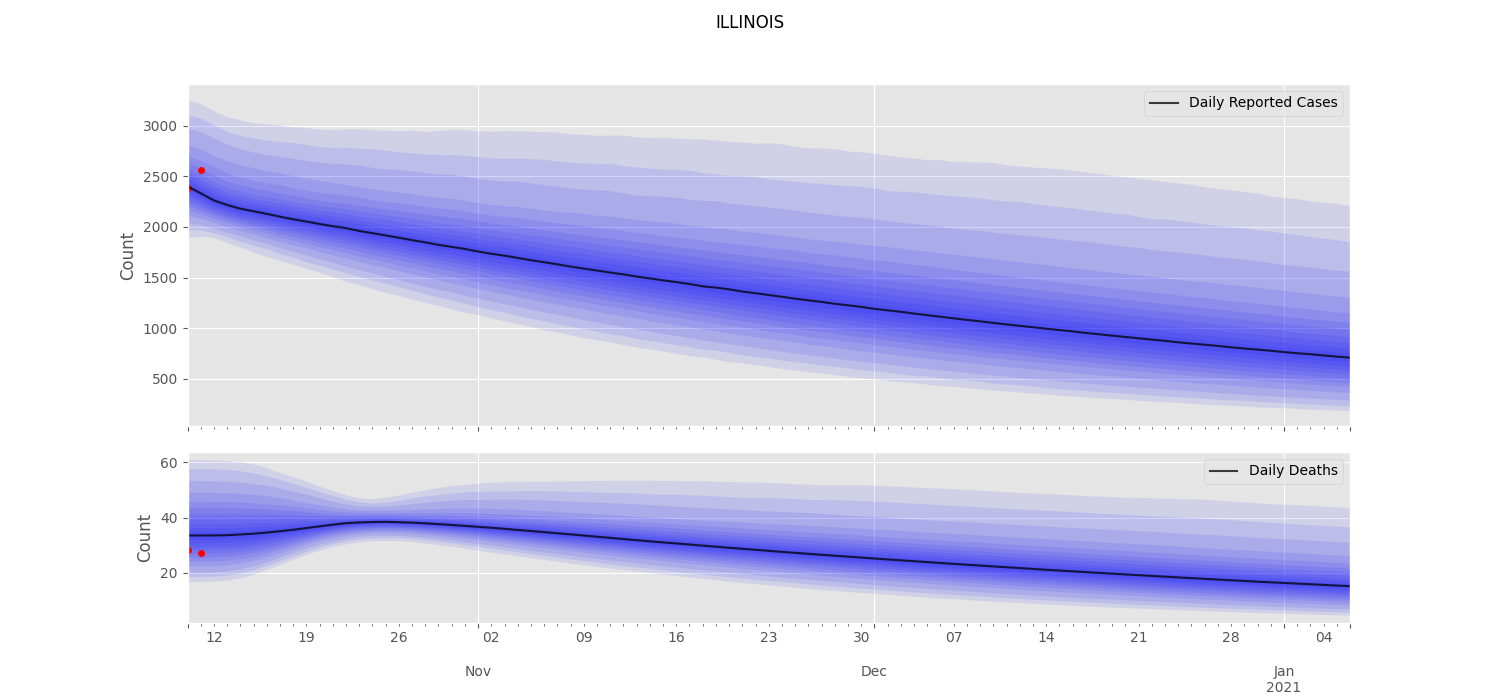 ILLINOIS
Daily Reported Cases
Count
3000
2500
2000
1500
1000
500
Daily Deaths
Count
60
40
20
12 19 26 02 09 16 23 30 07 14 21 28 04
Nov Dec Jan
2021